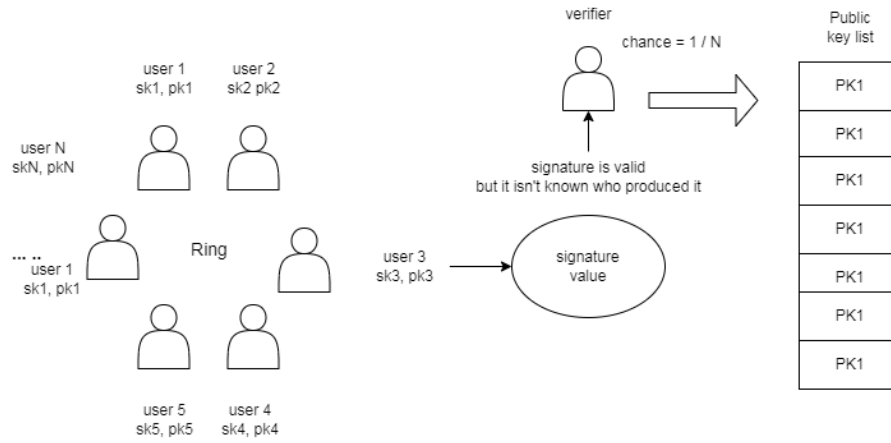 verifier
chance = 1 / N
Public
key list
user 1
sk1, pk1
user 2
sk2 pk2
PK1
user N
skN, pkN
PK1
signature is valid
but it isn't known who produced it
PK1
Ring
... ..
user 1
sk1, pk1
user 3
sk3, pk3
signature
value
PK1
PK1
PK1
PK1
user 5
sk5, pk5
user 4
sk4, pk4